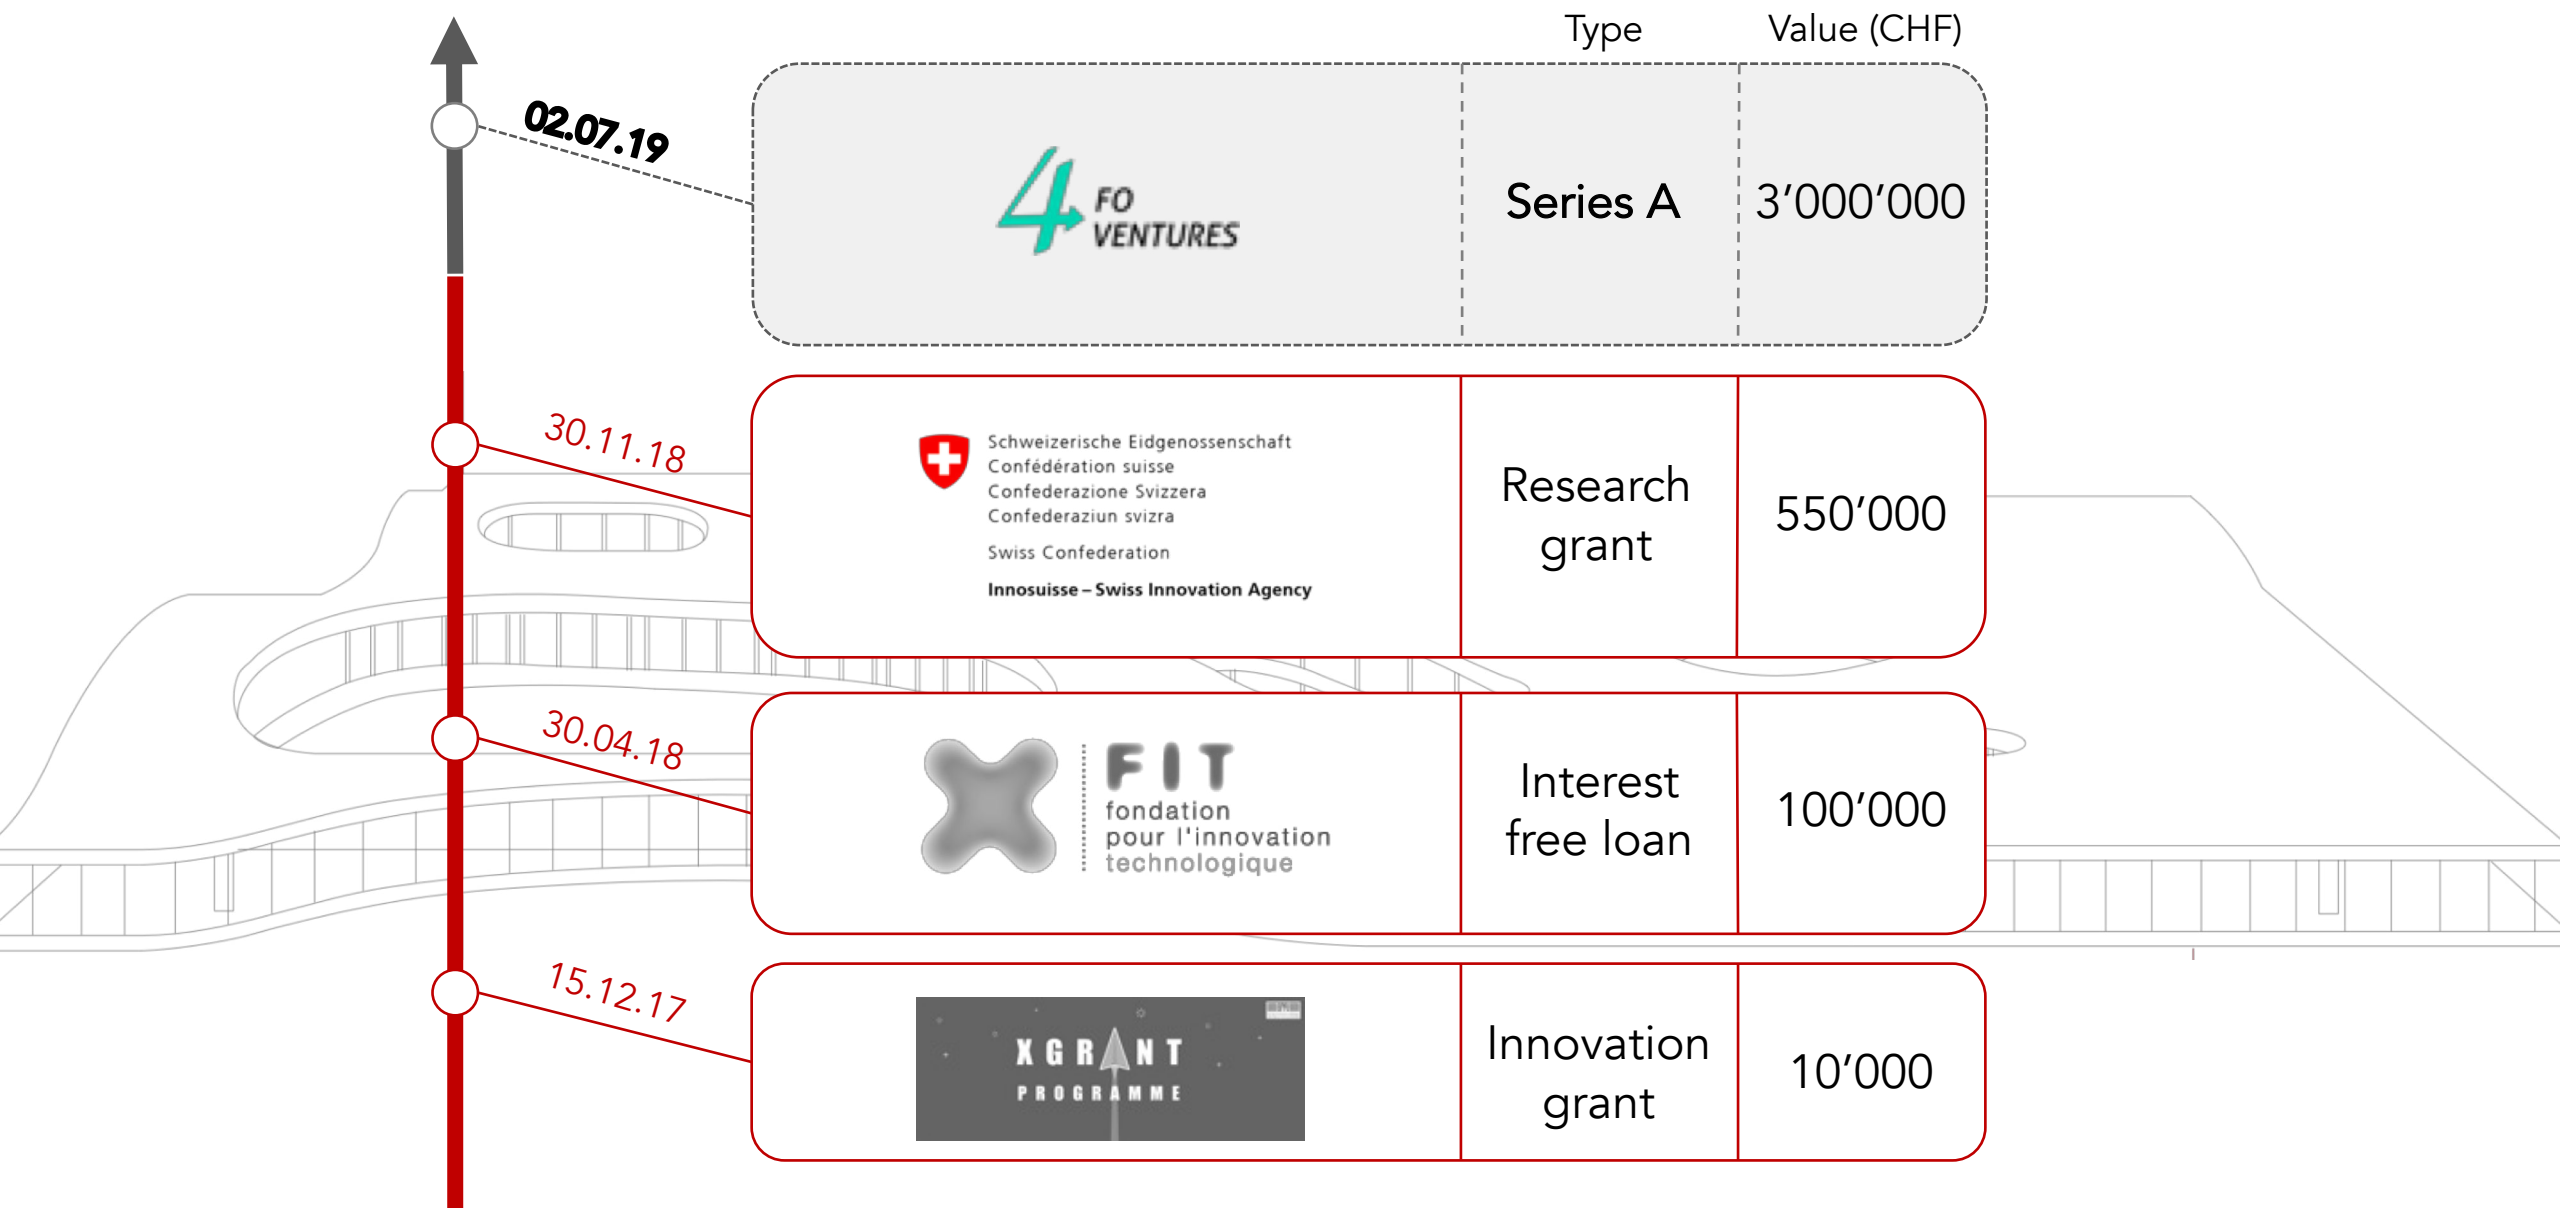 Type Value (CHF)
02.07.19
4 FO
VENTURES
Series A
3’000’000
30.11.18
Schweizerische Eidgenossenschaft
Confédération suisse
Confederazione Svizzera
Confederaziun svizra
Swiss Confederation
Innosuisse – Swiss Innovation Agency
Research
grant
550’000
30.04.18
FIT
fondation
pour l'innovation
technologique
Interest
free loan
100’000
15.12.17
XGRANT
PROGRAMME
Innovation
grant
10’000